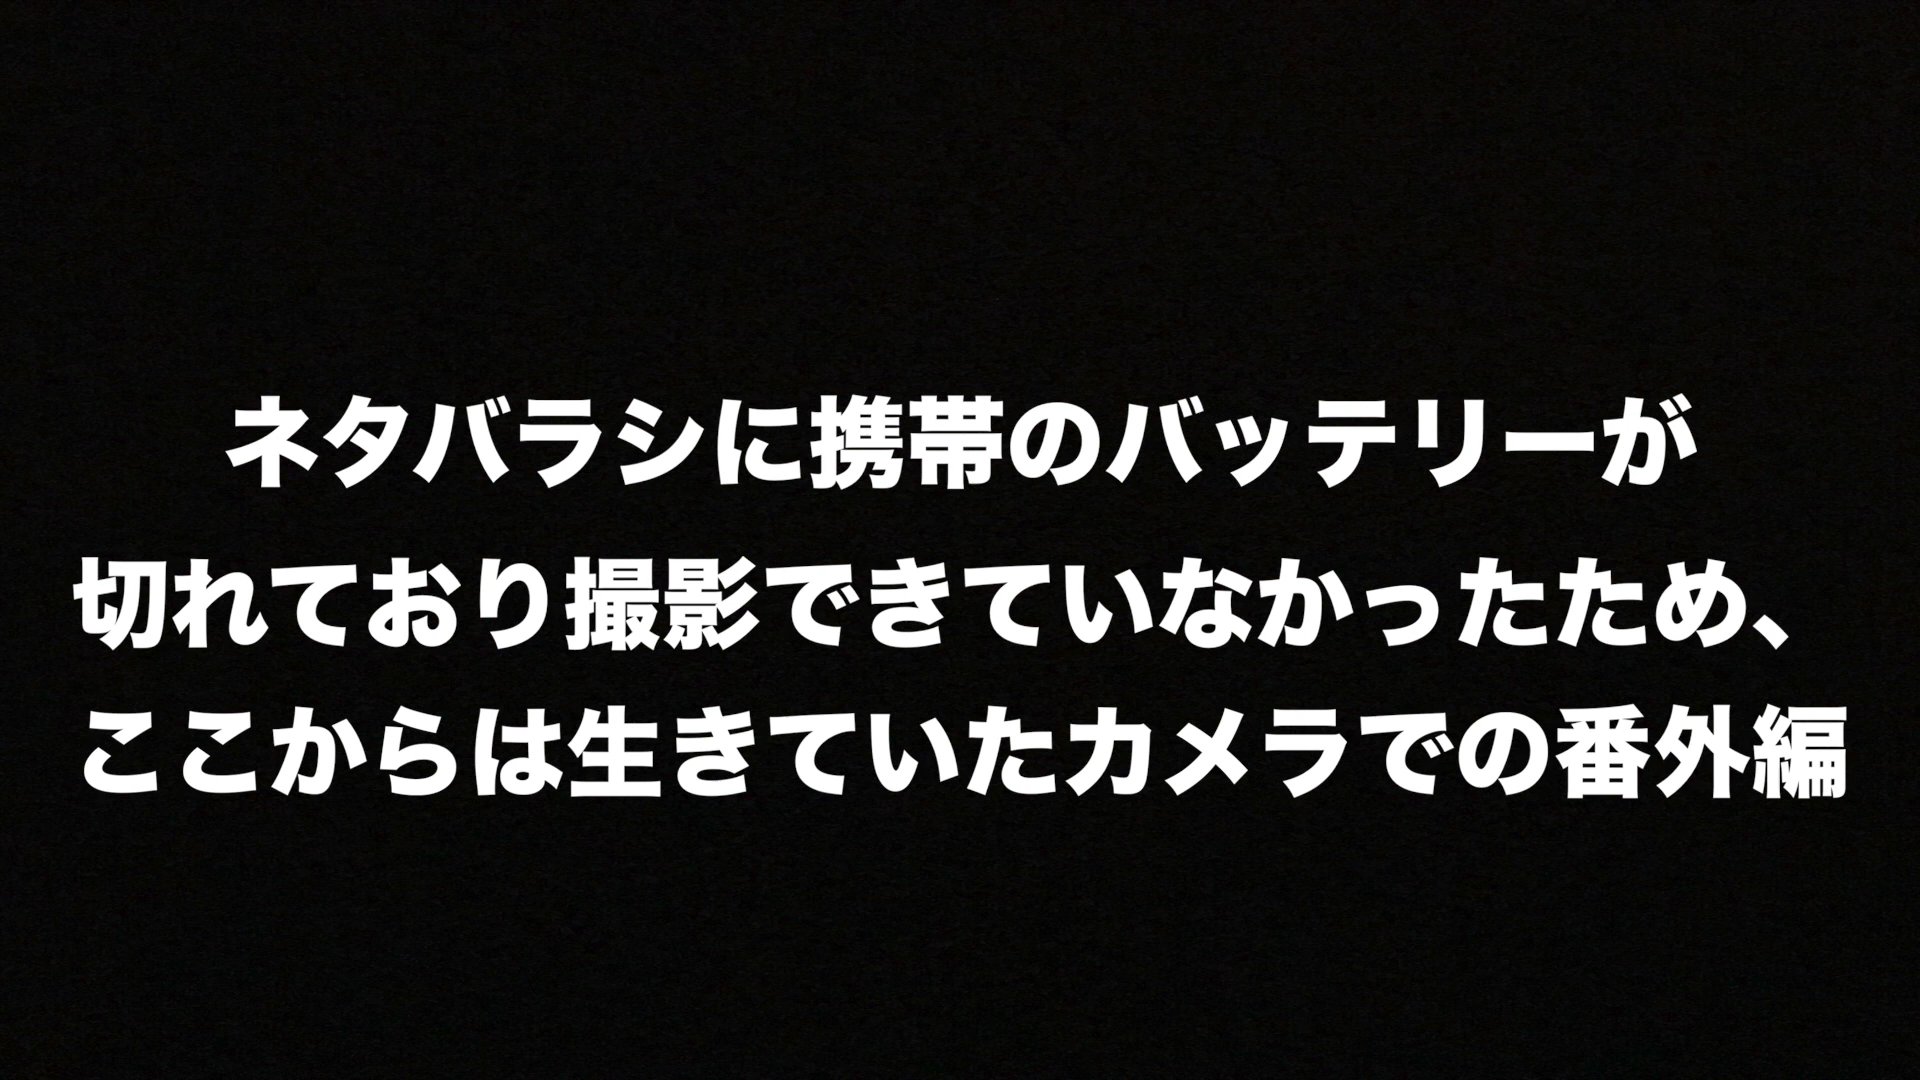 ネタバラシに携帯のバッテリーが
切れており撮影できていなかったため、
ここからは生きていたカメラでの番外編